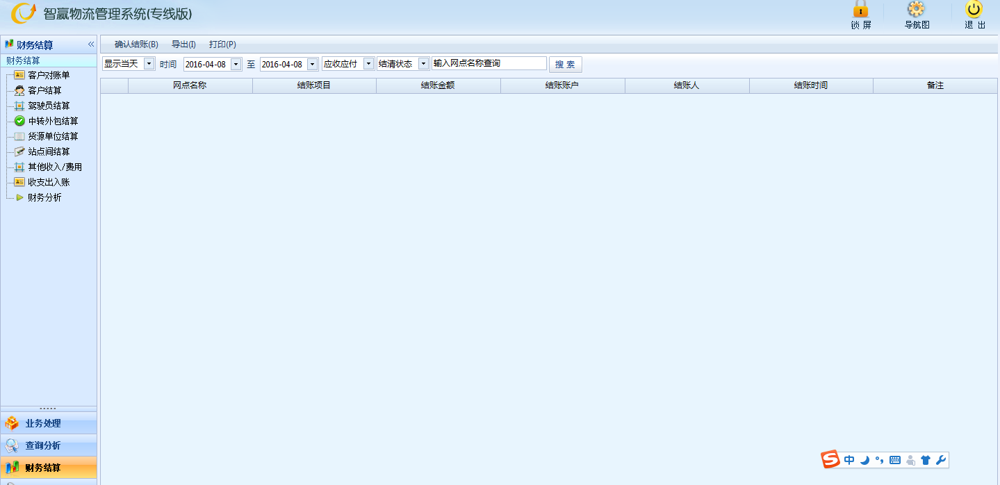 智赢物流管理系统(专线版)
锁 屏
导航图
退 出
财务结算
财务结算
客户对账单
客户结算
驾驶员结算
中转外包结算
货源单位结算
站点间结算
其他收入/费用
收支出入账
财务分析
业务处理
查询分析
财务结算
确认结账(B) 导出(I) 打印(P)
显示当天 时间 2016-04-08 至 2016-04-08 应收应付 结清状态 输入网点名称查询 搜 索
网点名称 结账项目 结账金额 结账账户 结账人 结账时间 备注
S 中